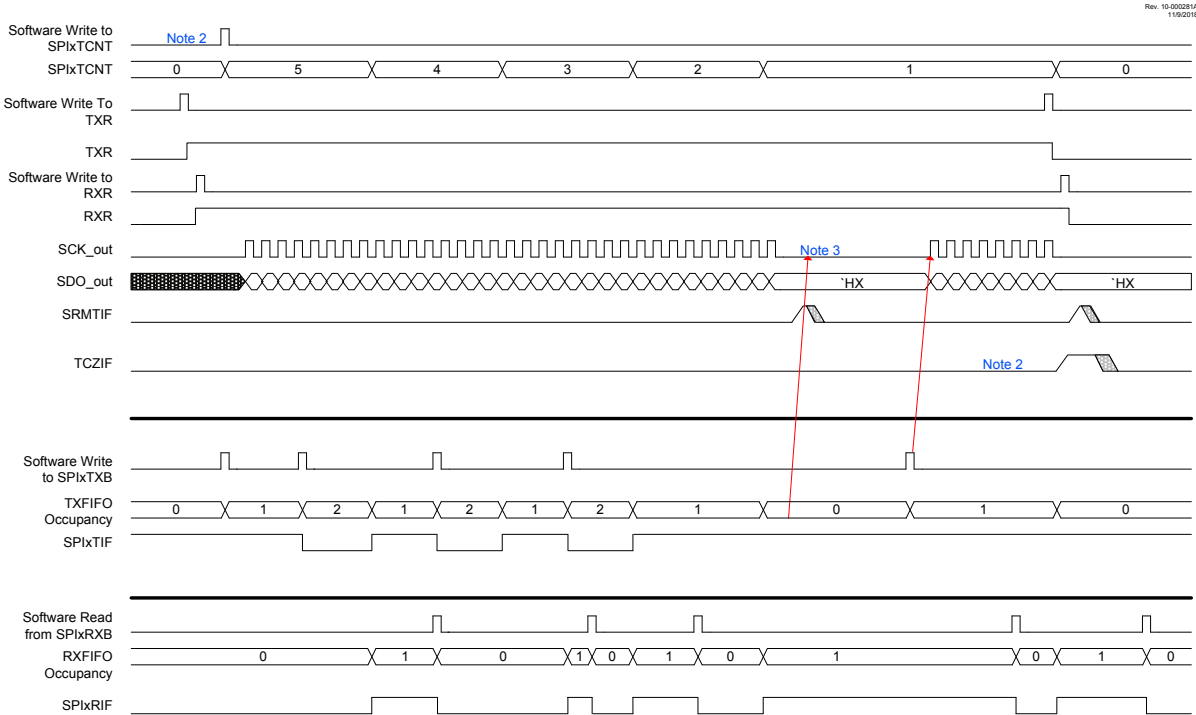 Rev. 10-000281A
11/9/2018
Software Write to
SPIxTCNT
Note 2
SPIxTCNT
0 5 4 3 2 1 0
Software Write To
TXR
TXR
Software Write to
RXR
RXR
SCK_out
Note 3
SDO_out
`HX
`HX
SRMTIF
TCZIF
Note 2
Software Write
to SPIxTXB
TXFIFO
Occupancy
0 1 2 1 2 1 2 1 0 1 0
SPIxTIF
Software Read
from SPIxRXB
RXFIFO
Occupancy
0 1 0 1 0 1 0 1 0 1 0
SPIxRIF